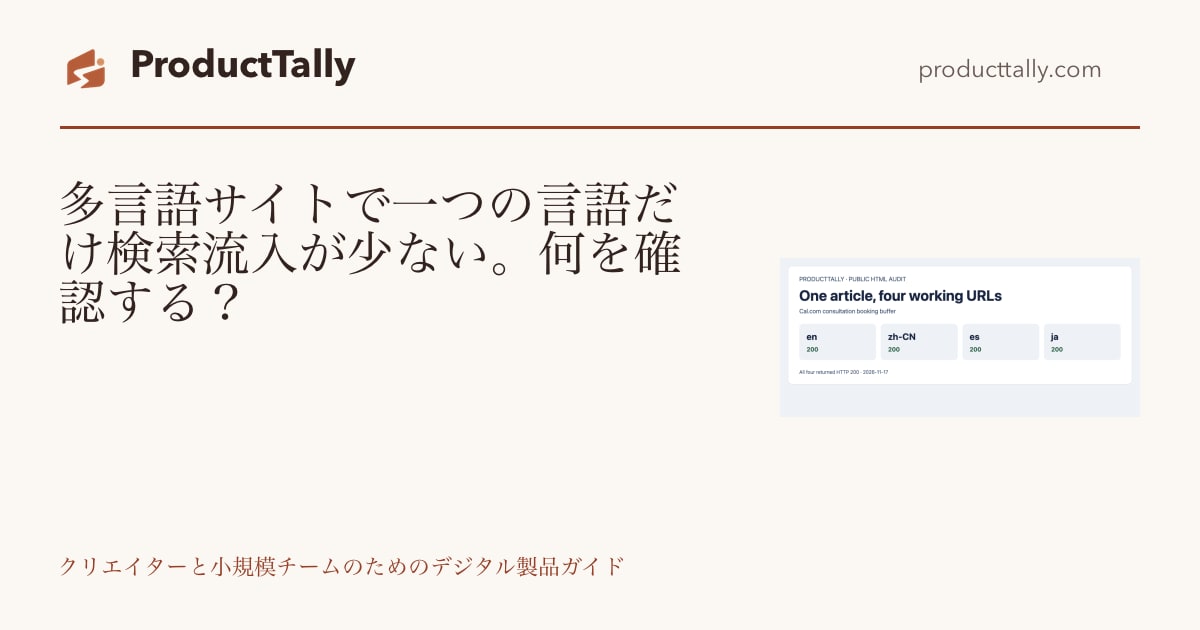 ProductTally
producttally.com
多言語サイトで一つの言語だ
け検索流入が少ない。何を確
認する？
PRODUCTTALLY · PUBLIC HTML AUDIT
One article, four working URLs
Cal.com consultation booking buffer
en
200
zh-CN
200
es
200
ja
200
All four returned HTTP 200 · 2026-11-17
クリエイターと小規模チームのためのデジタル製品ガイド